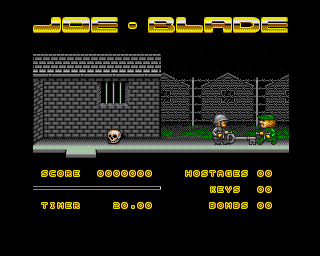 JOE - BLADE
SCORE 0000000 HOSTAGES 00
KEYS 00
TIMER 20.00 BOMBS 00